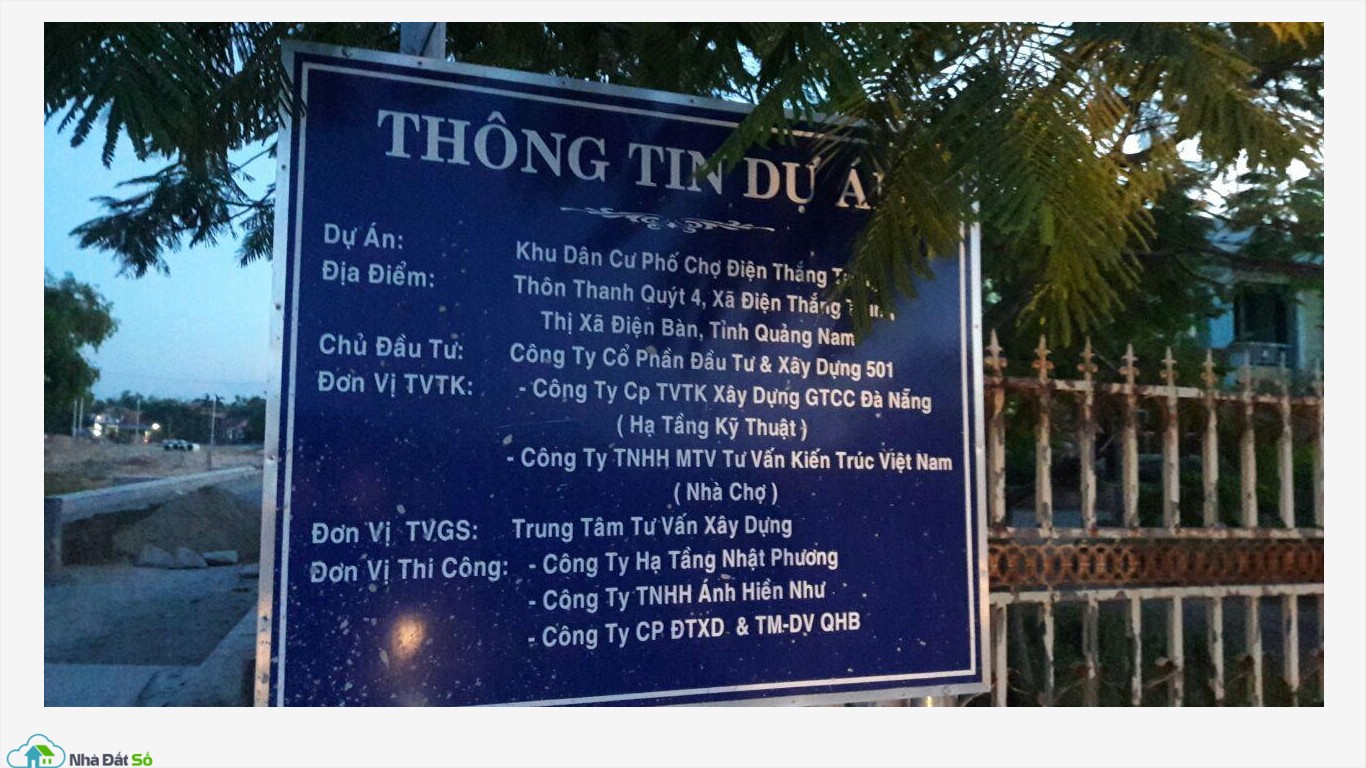 THÔNG TIN DỰ
Dự Án: Khu Dân Cư Phố Chợ Điện Thắng
Địa Điểm: Thôn Thanh Quýt 4, Xã Điện Thắng
Thị Xã Điện Bàn, Tỉnh Quảng Nam
Chủ Đầu Tư: Công Ty Cổ Phần Đầu Tư & Xây Dựng 501
Đơn Vị TVTK: - Công Ty Cp TVTK Xây Dựng GTCC Đà Nẵng
( Hạ Tầng Kỹ Thuật )
- Công Ty TNHH MTV Tư Vấn Kiến Trúc Việt Nam
( Nhà Chợ )
Đơn Vị TVGS: Trung Tâm Tư Vấn Xây Dựng
Đơn Vị Thi Công: - Công Ty Hạ Tầng Nhật Phương
- Công Ty TNHH Ánh Hiền Như
- Công Ty CP ĐTXD & TM-DV QHB
Nhà Đất Số